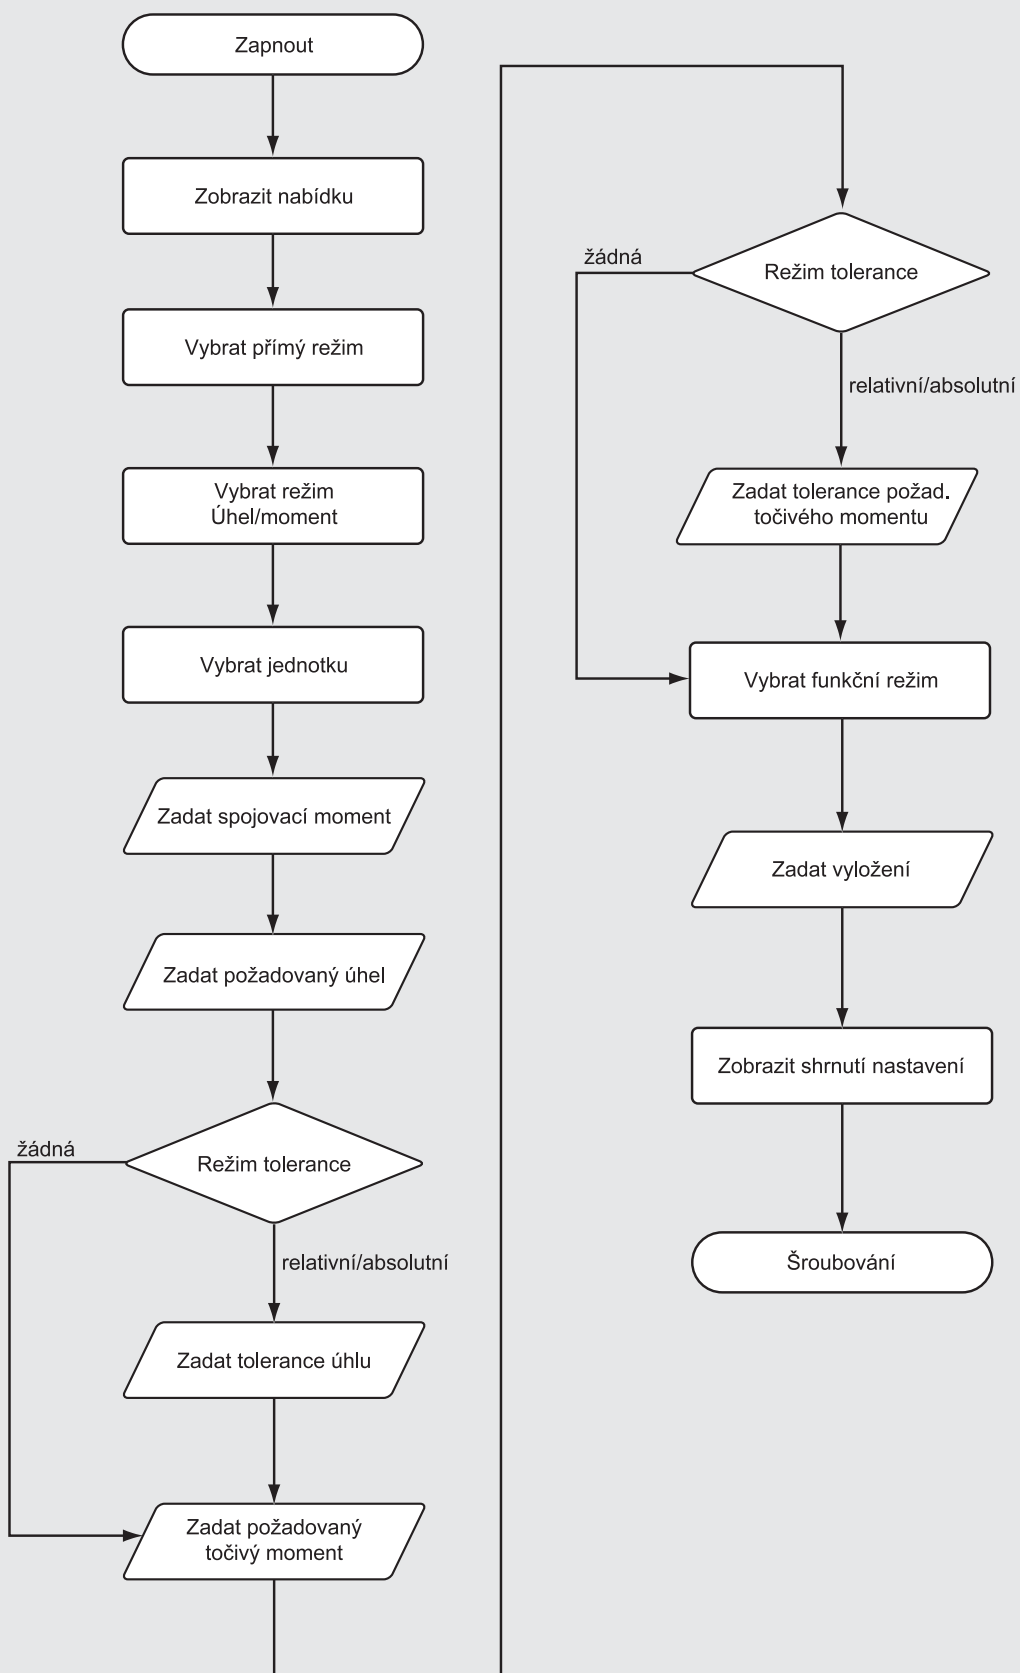 Zapnout
Zobrazit nabídku
Vybrat přímý režim
Vybrat režim
Úhel/moment
Vybrat jednotku
Zadat spojovací moment
Zadat požadovaný úhel
žádná
Režim tolerance
relativní/absolutní
Zadat tolerance úhlu
Zadat požadovaný
točivý moment
žádná
Režim tolerance
relativní/absolutní
Zadat tolerance požad.
točivého momentu
Vybrat funkční režim
Zadat vyložení
Zobrazit shrnutí nastavení
Šroubování